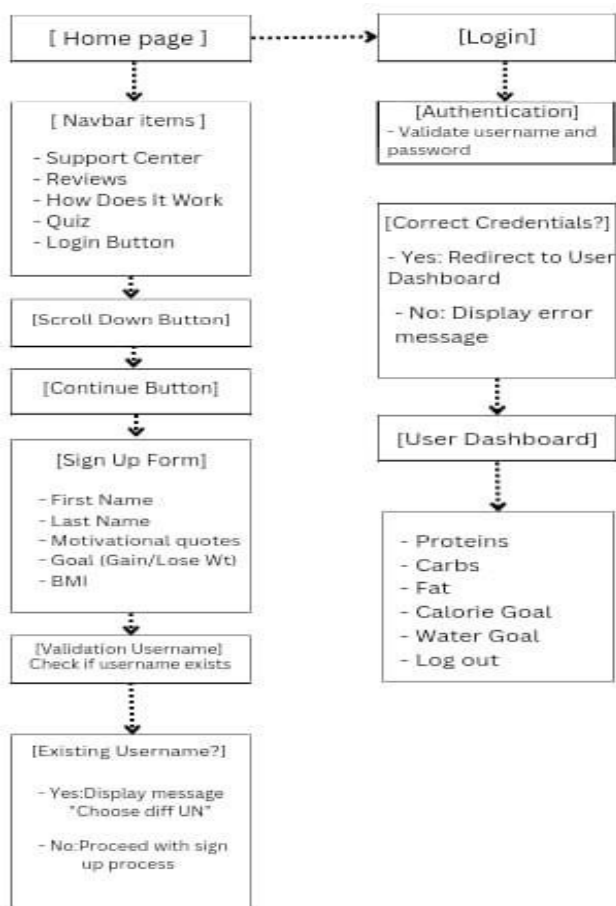 [ Home page ]
[ Navbar items ]
- Support Center
- Reviews
- How Does It Work
- Quiz
- Login Button
[Scroll Down Button]
[Continue Button]
[Sign Up Form]
- First Name
- Last Name
- Motivational quotes
- Goal (Gain/Lose Wt)
- BMI
[Validation Username]
Check if username exists
[Existing Username?]
- Yes:Display message
"Choose diff UN"
- No:Proceed with sign
up process
[Login]
[Authentication]
- Validate username and
password
[Correct Credentials?]
- Yes: Redirect to User
Dashboard
- No: Display error
message
[User Dashboard]
- Proteins
- Carbs
- Fat
- Calorie Goal
- Water Goal
- Log out